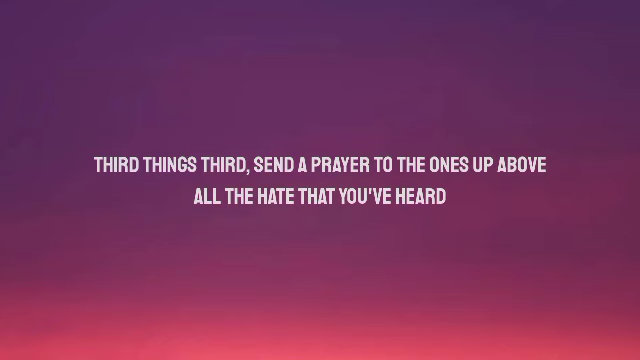 THIRD THINGS THIRD, SEND A PRAYER TO THE ONES UP ABOVE
ALL THE HATE THAT YOU'VE HEARD